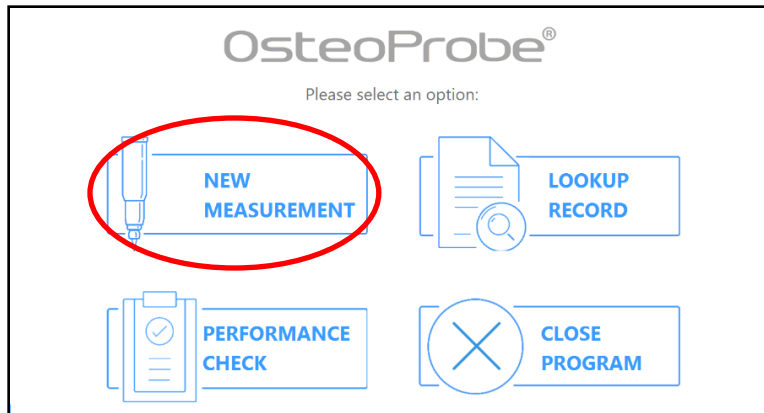 OsteoProbe®
Please select an option:
NEW
MEASUREMENT
LOOKUP
RECORD
PERFORMANCE
CHECK
CLOSE
PROGRAM